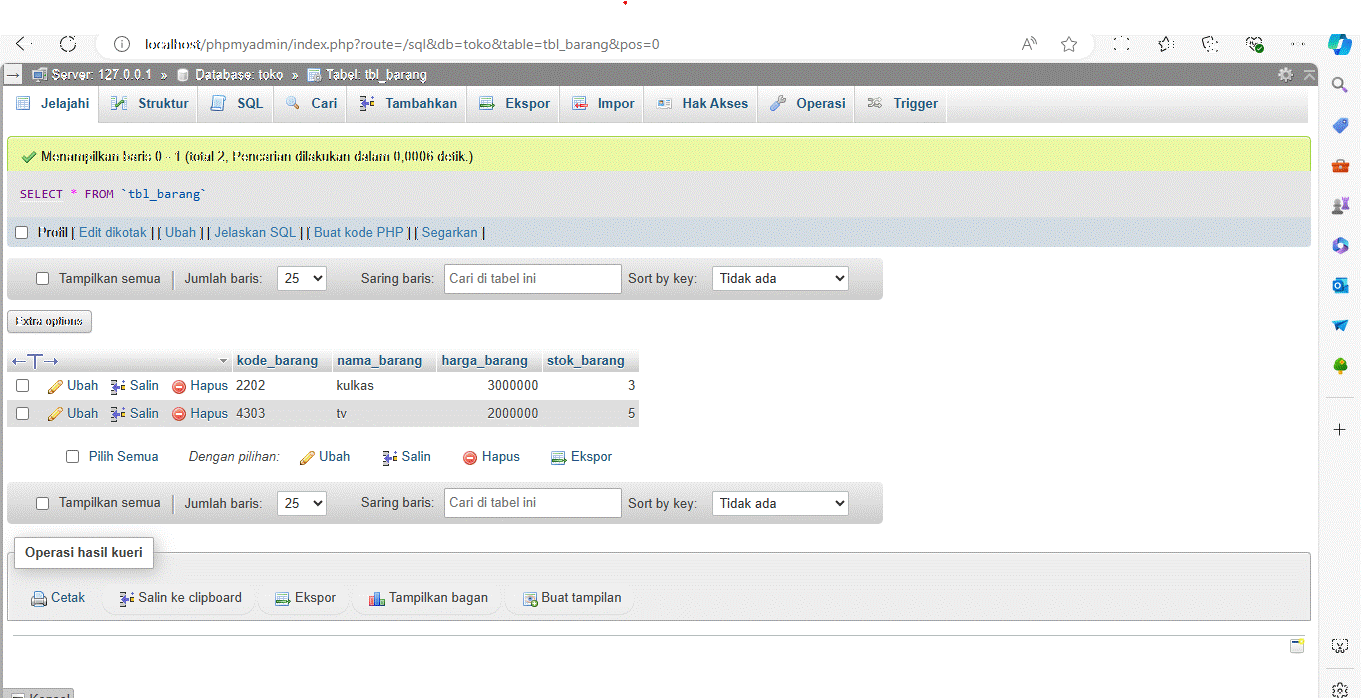 localhost/phpmyadmin/index.php?route=/sql&db=toko&table=tbl_barang&pos=0
Server: 127.0.0.1 » Database: toko » Tabel: tbl_barang
Jelajahi Struktur SQL Cari Tambahkan Ekspor Impor Hak Akses Operasi Trigger
Menampilkan baris 0 - 1 (total 2, Pencarian dilakukan dalam 0,0006 detik.)
SELECT * FROM `tbl_barang`
Profil [ Edit dikotak ] [ Ubah ] [ Jelaskan SQL ] [ Buat kode PHP ] [ Segarkan ]
Tampilkan semua Jumlah baris: 25 Saring baris: Cari di tabel ini Sort by key: Tidak ada
Extra options
←T→ kode_barang nama_barang harga_barang stok_barang
Ubah Salin Hapus 2202 kulkas 3000000 3
Ubah Salin Hapus 4303 tv 2000000 5
Pilih Semua Dengan pilihan: Ubah Salin Hapus Ekspor
Tampilkan semua Jumlah baris: 25 Saring baris: Cari di tabel ini Sort by key: Tidak ada
Operasi hasil kueri
Cetak Salin ke clipboard Ekspor Tampilkan bagan Buat tampilan
Konsol